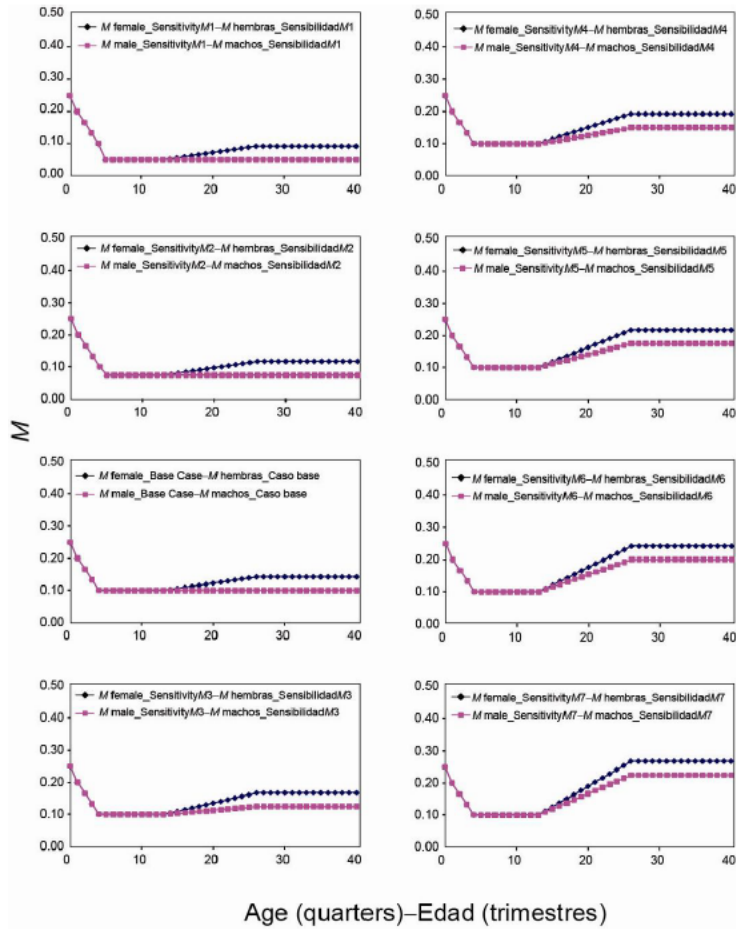 M female_SensitivityM1–M hembras_SensibilidadM1
M male_SensitivityM1–M machos_SensibilidadM1
0.50
0.40
0.30
0.20
0.10
0.00
0 10 20 30 40
M female_SensitivityM4–M hembras_SensibilidadM4
M male_SensitivityM4–M machos_SensibilidadM4
0.50
0.40
0.30
0.20
0.10
0.00
0 10 20 30 40
M female_SensitivityM2–M hembras_SensibilidadM2
M male_SensitivityM2–M machos_SensibilidadM2
0.50
0.40
0.30
0.20
0.10
0.00
0 10 20 30 40
M female_SensitivityM5–M hembras_SensibilidadM5
M male_SensitivityM5–M machos_SensibilidadM5
0.50
0.40
0.30
0.20
0.10
0.00
0 10 20 30 40
M
M female_Base Case–M hembras_Caso base
M male_Base Case–M machos_Caso base
0.50
0.40
0.30
0.20
0.10
0.00
0 10 20 30 40
M female_SensitivityM6–M hembras_SensibilidadM6
M male_SensitivityM6–M machos_SensibilidadM6
0.50
0.40
0.30
0.20
0.10
0.00
0 10 20 30 40
M female_SensitivityM3–M hembras_SensibilidadM3
M male_SensitivityM3–M machos_SensibilidadM3
0.50
0.40
0.30
0.20
0.10
0.00
0 10 20 30 40
M female_SensitivityM7–M hembras_SensibilidadM7
M male_SensitivityM7–M machos_SensibilidadM7
0.50
0.40
0.30
0.20
0.10
0.00
0 10 20 30 40
Age (quarters)–Edad (trimestres)